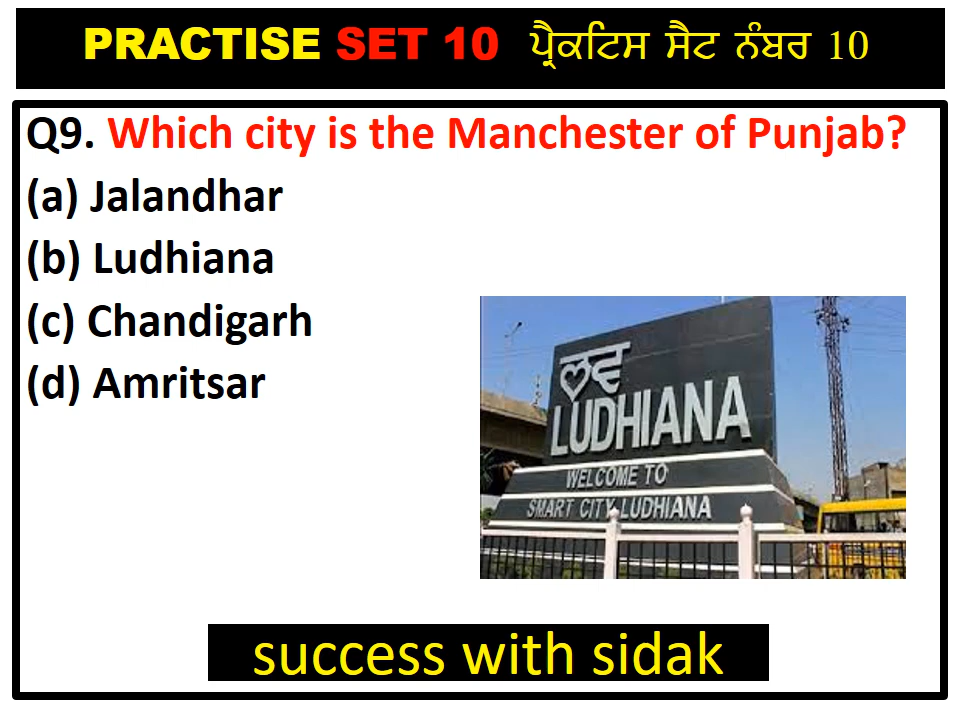 PRACTISE SET 10 ਪ੍ਰੈਕਟਿਸ ਸੈਟ ਨੰਬਰ 10
Q9. Which city is the Manchester of Punjab?
(a) Jalandhar
(b) Ludhiana
(c) Chandigarh
(d) Amritsar
ਲਵ
LUDHIANA
WELCOME TO
SMART CITY LUDHIANA
success with sidak